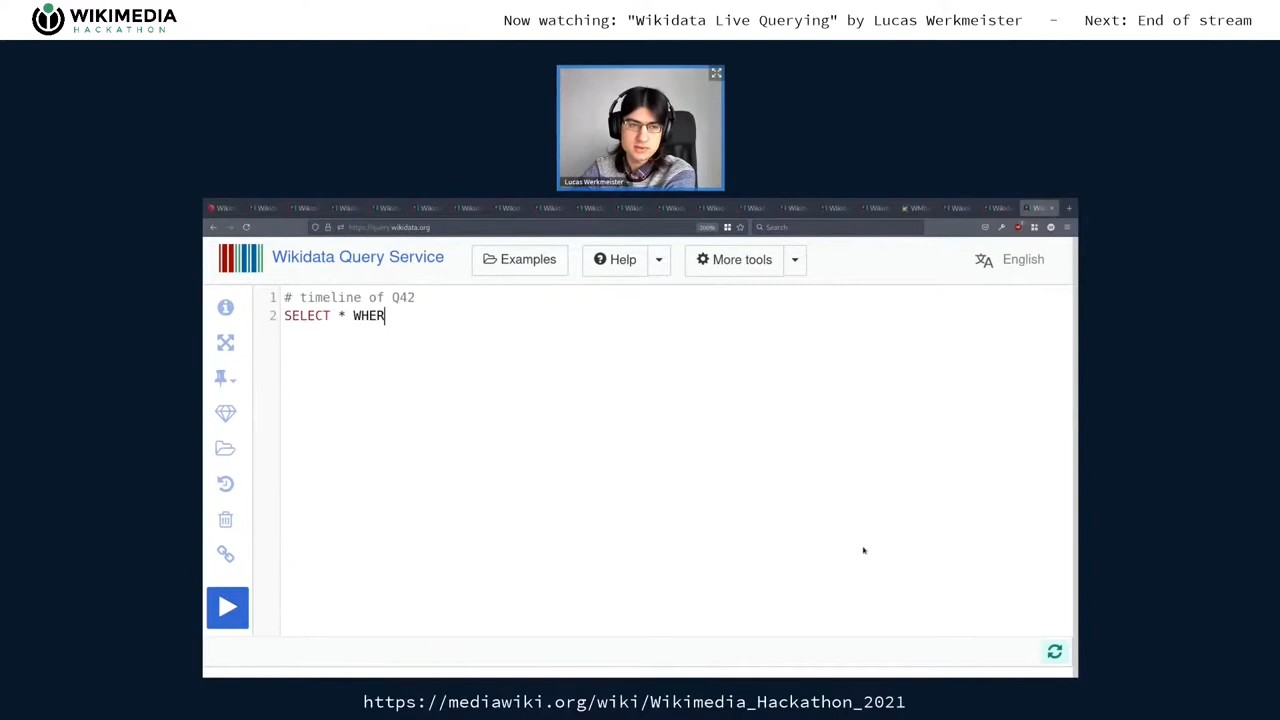 WIKIMEDIA
HACKATHON
Now watching: "Wikidata Live Querying" by Lucas Werkmeister - Next: End of stream
Lucas Werkmeister
https://query.wikidata.org
200%
Search
Wikidata Query Service
Examples
Help
More tools
English
1 # timeline of Q42
2 SELECT * WHER
https://mediawiki.org/wiki/Wikimedia_Hackathon_2021